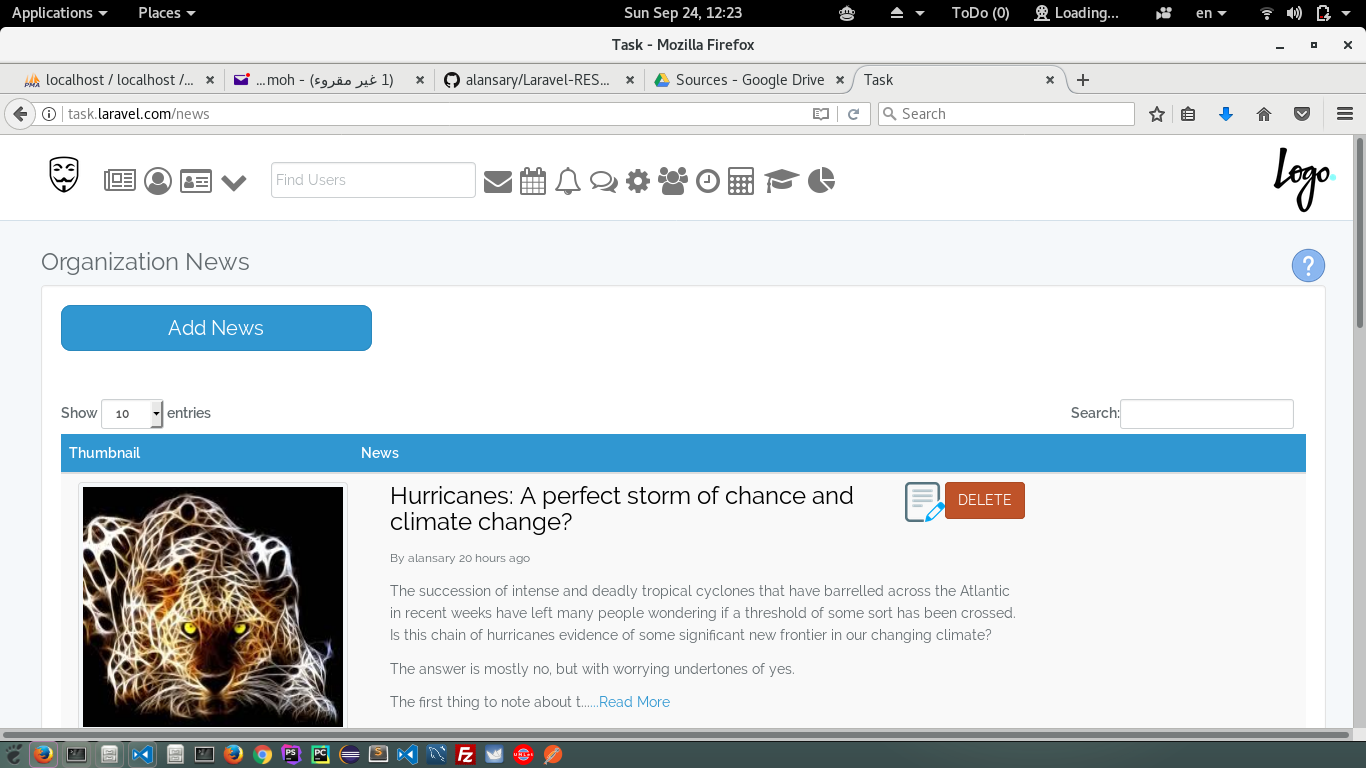 Applications Places Sun Sep 24, 12:23 ToDo (0) Loading... en
Task - Mozilla Firefox
localhost / localhost /... ...moh - (1 غير مقروء) alansary/Laravel-RES... Sources - Google Drive Task
task.laravel.com/news Search
Find Users Logo
Organization News ?
Add News
Show 10 entries Search:
Thumbnail News
Hurricanes: A perfect storm of chance and
climate change?
DELETE
By alansary 20 hours ago
The succession of intense and deadly tropical cyclones that have barrelled across the Atlantic
in recent weeks have left many people wondering if a threshold of some sort has been crossed.
Is this chain of hurricanes evidence of some significant new frontier in our changing climate?
The answer is mostly no, but with worrying undertones of yes.
The first thing to note about t......Read More